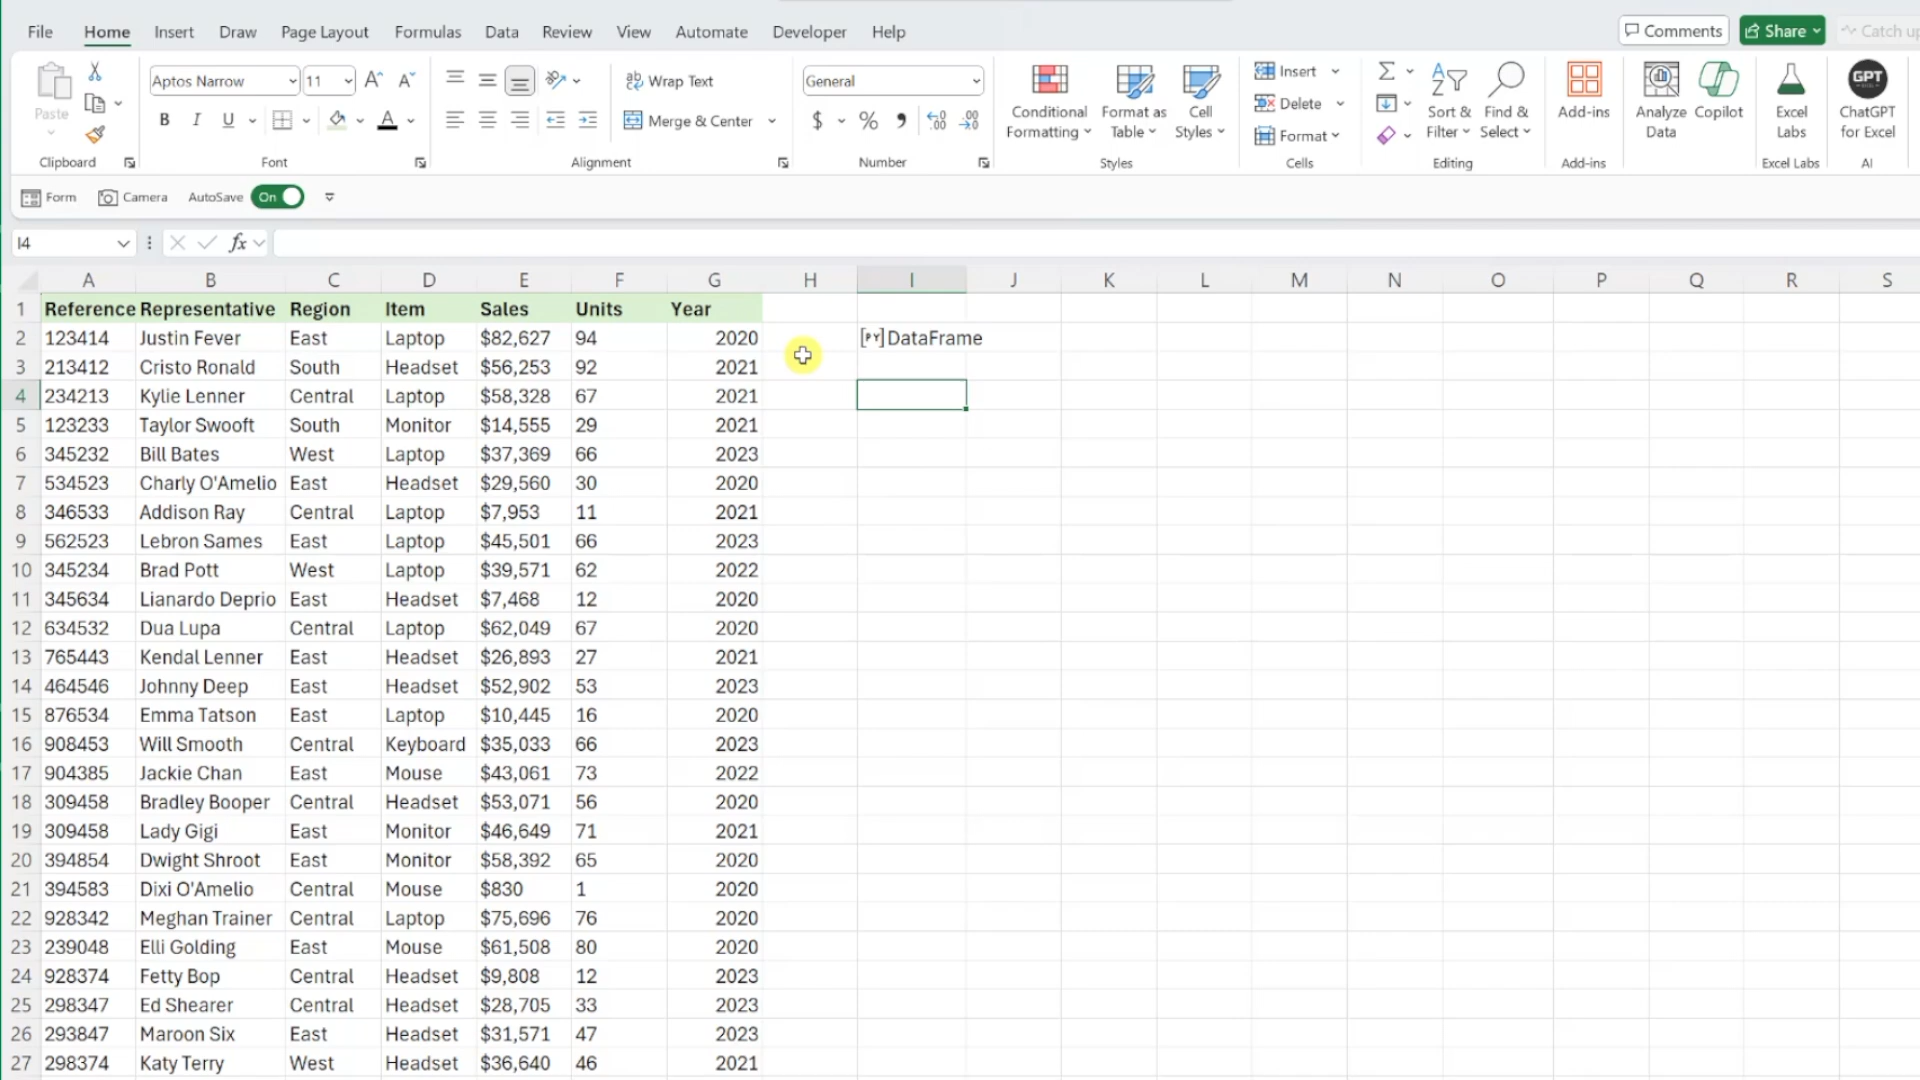 File Home Insert Draw Page Layout Formulas Data Review View Automate Developer Help Comments Share Catch up
Aptos Narrow 11 Wrap Text General Insert Σ
Paste B I U A Merge & Center $ % 9 Conditional Formatting Format as Table Cell Styles Delete Format Sort & Filter Find & Select Add-ins Analyze Data Copilot Excel Labs GPT ChatGPT for Excel
Clipboard Font Alignment Number Styles Cells Editing Add-ins Excel Labs AI
Form Camera AutoSave On
I4 fx
A B C D E F G H I J K L M N O P Q R S
1 Reference Representative Region Item Sales Units Year
2 123414 Justin Fever East Laptop $82,627 94 2020 [PY] DataFrame
3 213412 Cristo Ronald South Headset $56,253 92 2021
4 234213 Kylie Lenner Central Laptop $58,328 67 2021
5 123233 Taylor Swooft South Monitor $14,555 29 2021
6 345232 Bill Bates West Laptop $37,369 66 2023
7 534523 Charly O'Amelio East Headset $29,560 30 2020
8 346533 Addison Ray Central Laptop $7,953 11 2021
9 562523 Lebron Sames East Laptop $45,501 66 2023
10 345234 Brad Pott West Laptop $39,571 62 2022
11 345634 Lianardo Deprio East Headset $7,468 12 2020
12 634532 Dua Lupa Central Laptop $62,049 67 2020
13 765443 Kendal Lenner East Headset $26,893 27 2021
14 464546 Johnny Deep East Headset $52,902 53 2023
15 876534 Emma Tatson East Laptop $10,445 16 2020
16 908453 Will Smooth Central Keyboard $35,033 66 2023
17 904385 Jackie Chan East Mouse $43,061 73 2022
18 309458 Bradley Booper Central Headset $53,071 56 2020
19 309458 Lady Gigi East Monitor $46,649 71 2021
20 394854 Dwight Shroot East Monitor $58,392 65 2020
21 394583 Dixi O'Amelio Central Mouse $830 1 2020
22 928342 Meghan Trainer Central Laptop $75,696 76 2020
23 239048 Elli Golding East Mouse $61,508 80 2020
24 928374 Fetty Bop Central Headset $9,808 12 2023
25 298347 Ed Shearer Central Headset $28,705 33 2023
26 293847 Maroon Six East Headset $31,571 47 2023
27 298374 Katy Terry West Headset $36,640 46 2021